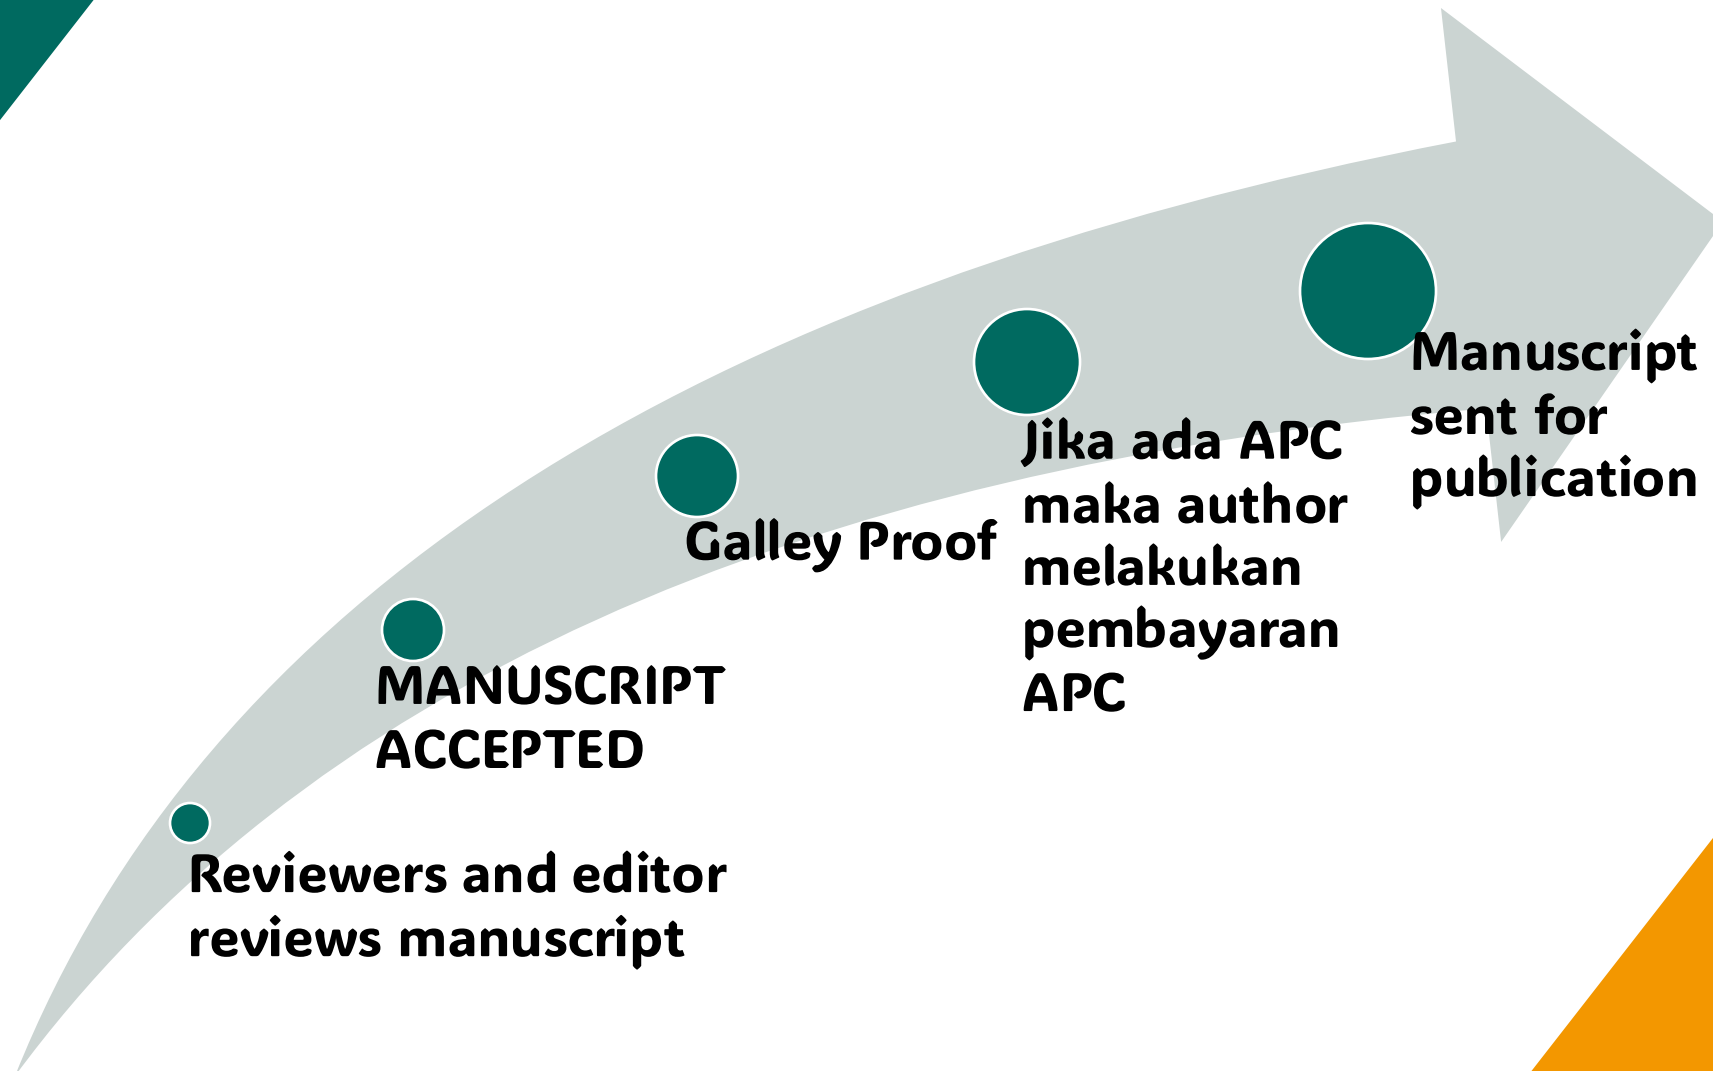 Reviewers and editor
reviews manuscript
MANUSCRIPT
ACCEPTED
Galley Proof
Jika ada APC
maka author
melakukan
pembayaran
APC
Manuscript
sent for
publication